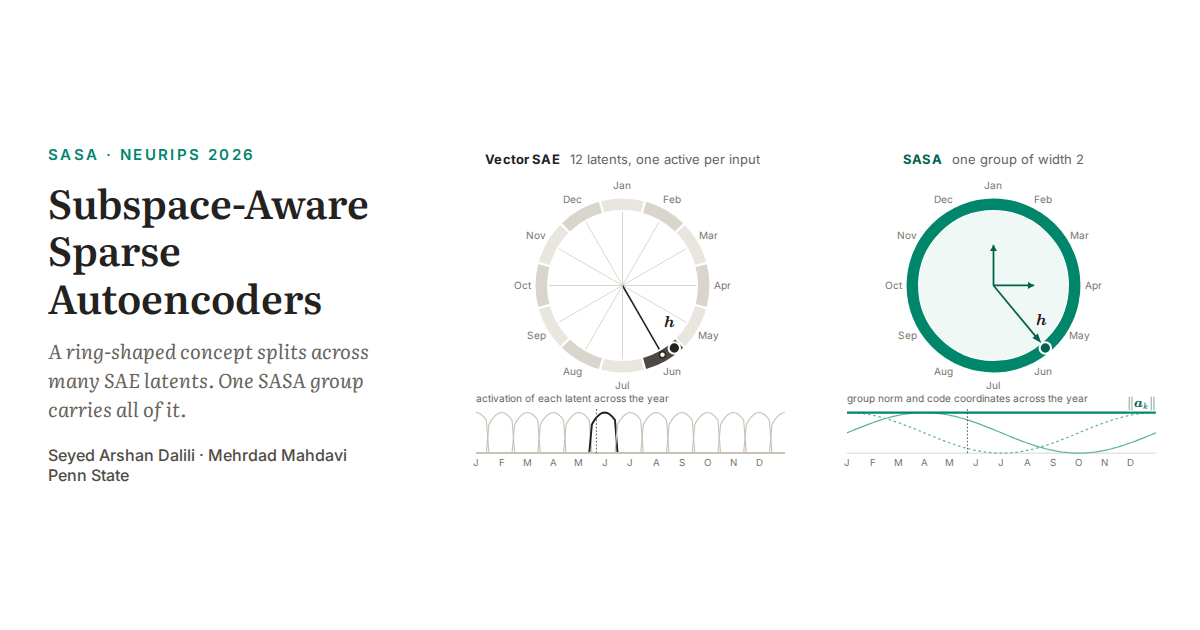 SASA · NEURIPS 2026
Subspace-Aware
Sparse
Autoencoders
A ring-shaped concept splits across
many SAE latents. One SASA group
carries all of it.
Seyed Arshan Dalili · Mehrdad Mahdavi
Penn State
Vector SAE 12 latents, one active per input
Jan
Dec Feb
Nov Mar
Oct Apr
h
Sep May
Aug Jun
Jul
activation of each latent across the year
J F M A M J J A S O N D
SASA one group of width 2
Jan
Dec Feb
Nov Mar
Oct Apr
h
Sep May
Aug Jun
Jul
group norm and code coordinates across the year ‖aₖ‖
J F M A M J J A S O N D